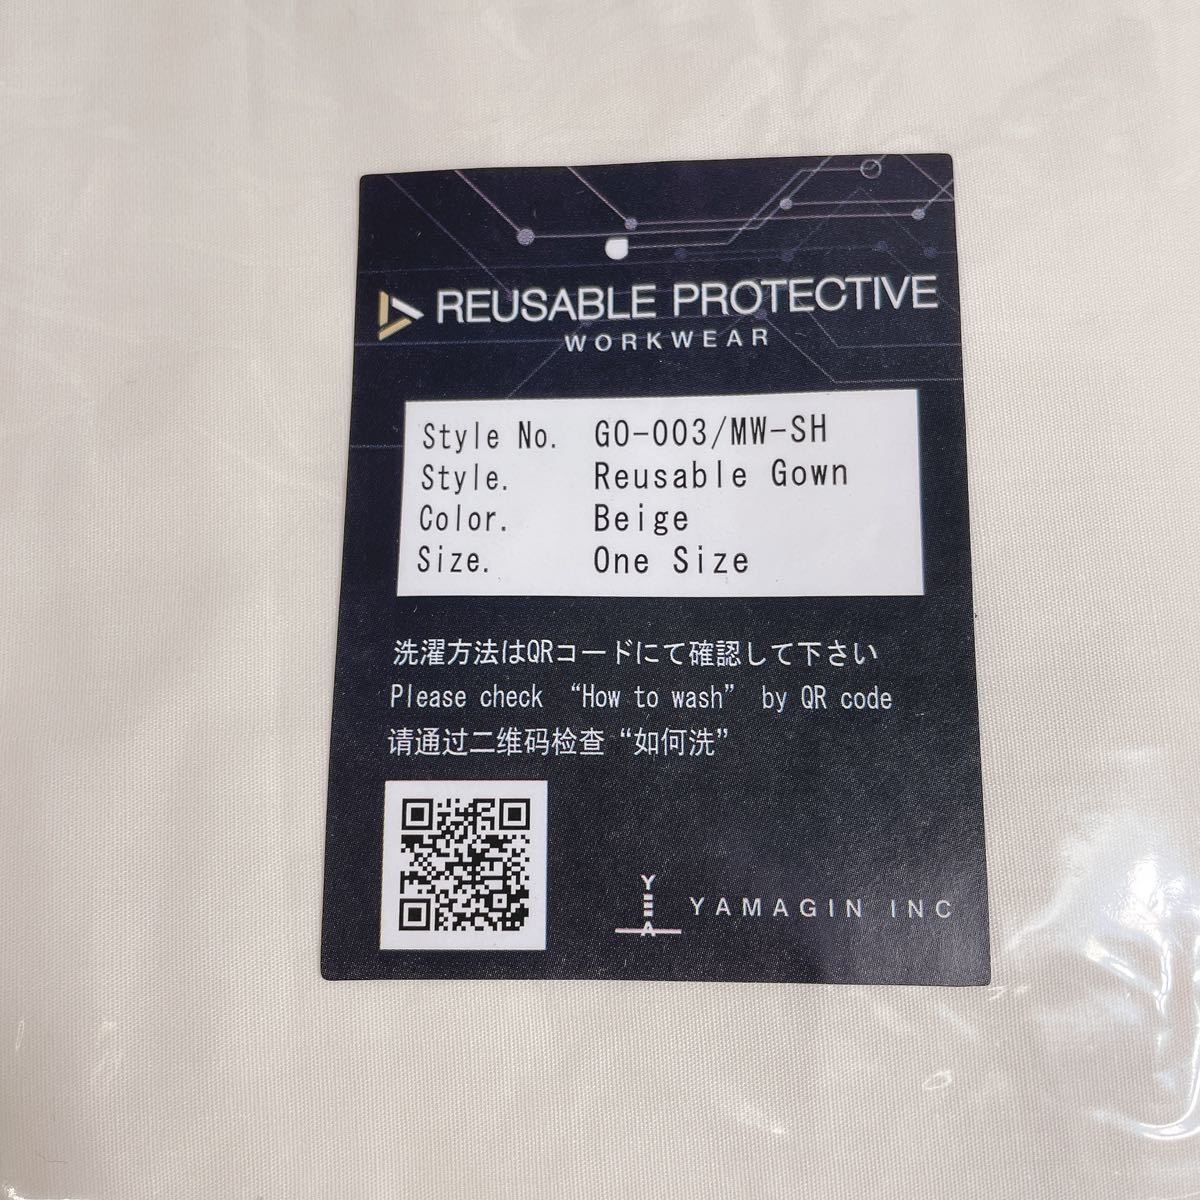 REUSABLE PROTECTIVE
WORKWEAR
Style No. GO-003/MW-SH
Style. Reusable Gown
Color. Beige
Size. One Size
洗濯方法はQRコードにて確認して下さい
Please check “How to wash” by QR code
请通过二维码检查“如何洗”
YAMAGIN INC